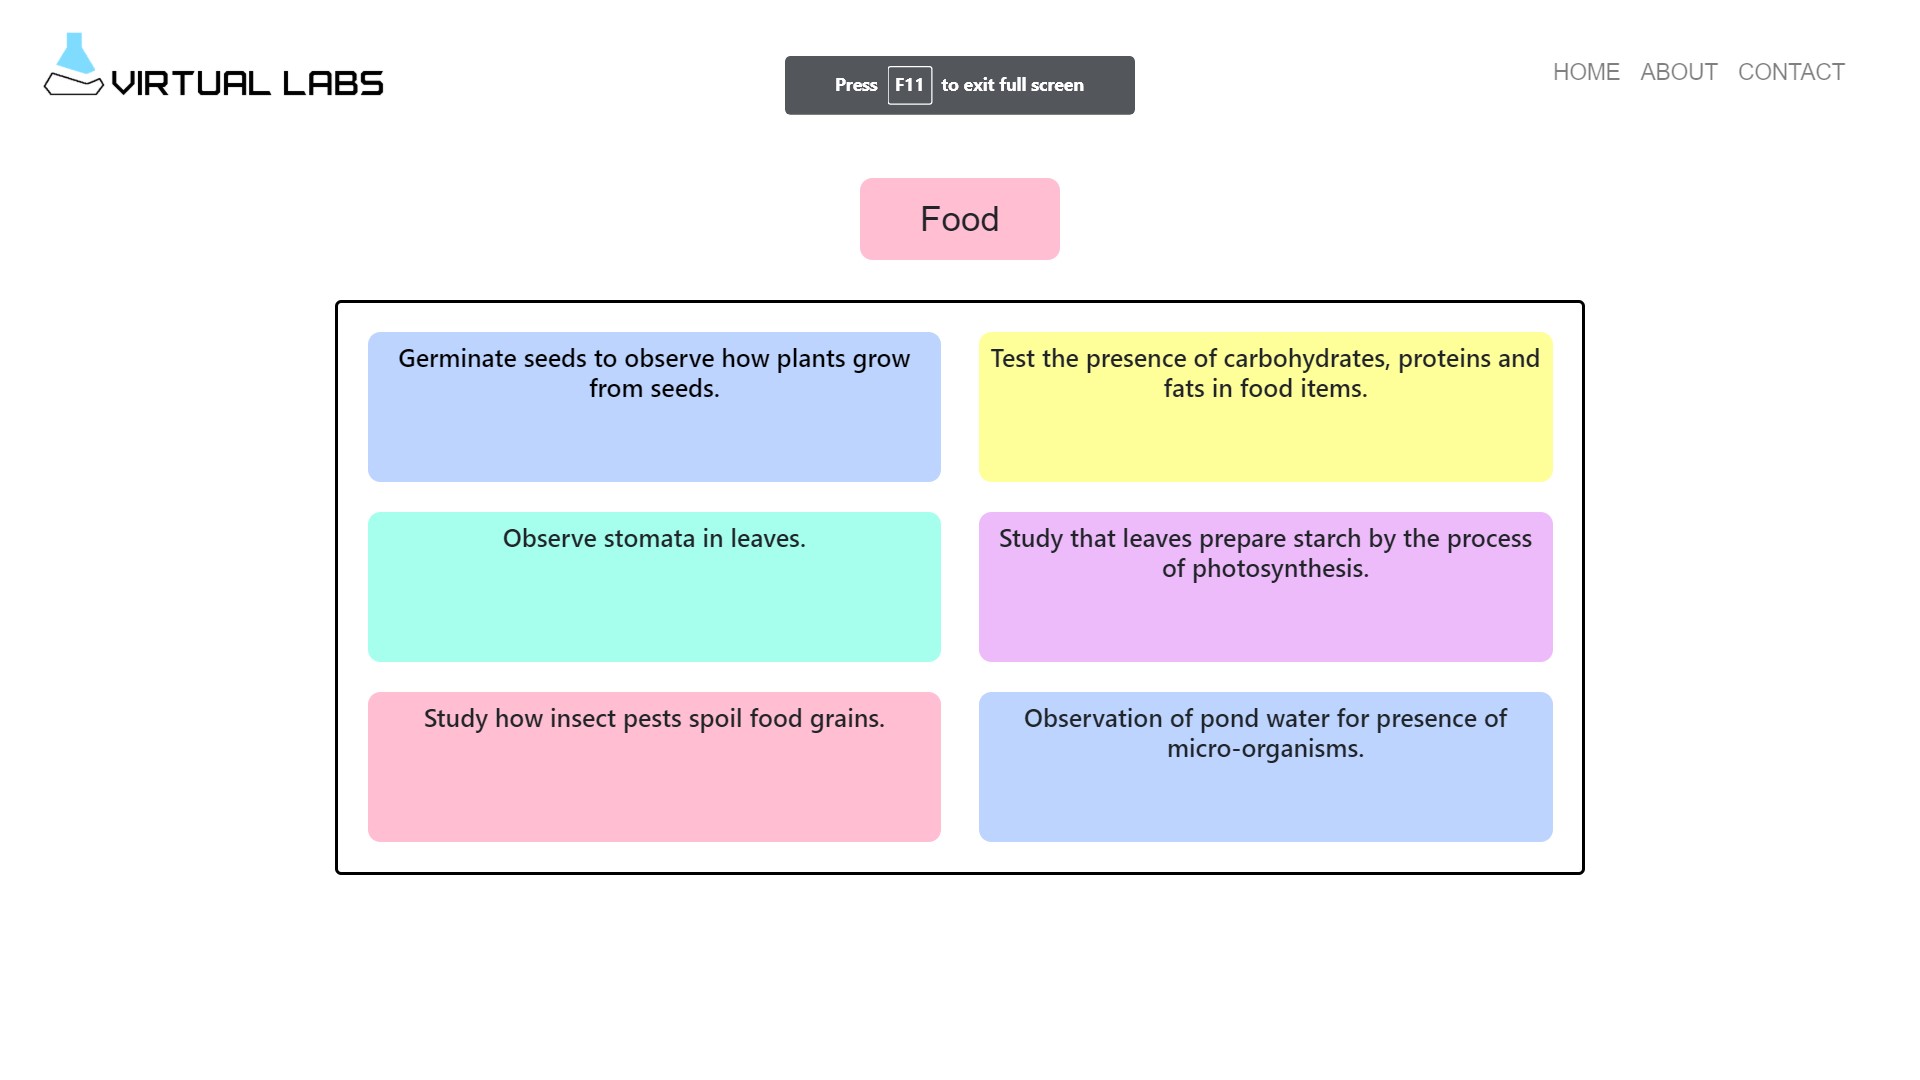 VIRTUAL LABS
Press F11 to exit full screen
HOME ABOUT CONTACT
Food
Germinate seeds to observe how plants grow
from seeds.
Test the presence of carbohydrates, proteins and
fats in food items.
Observe stomata in leaves.
Study that leaves prepare starch by the process
of photosynthesis.
Study how insect pests spoil food grains.
Observation of pond water for presence of
micro-organisms.